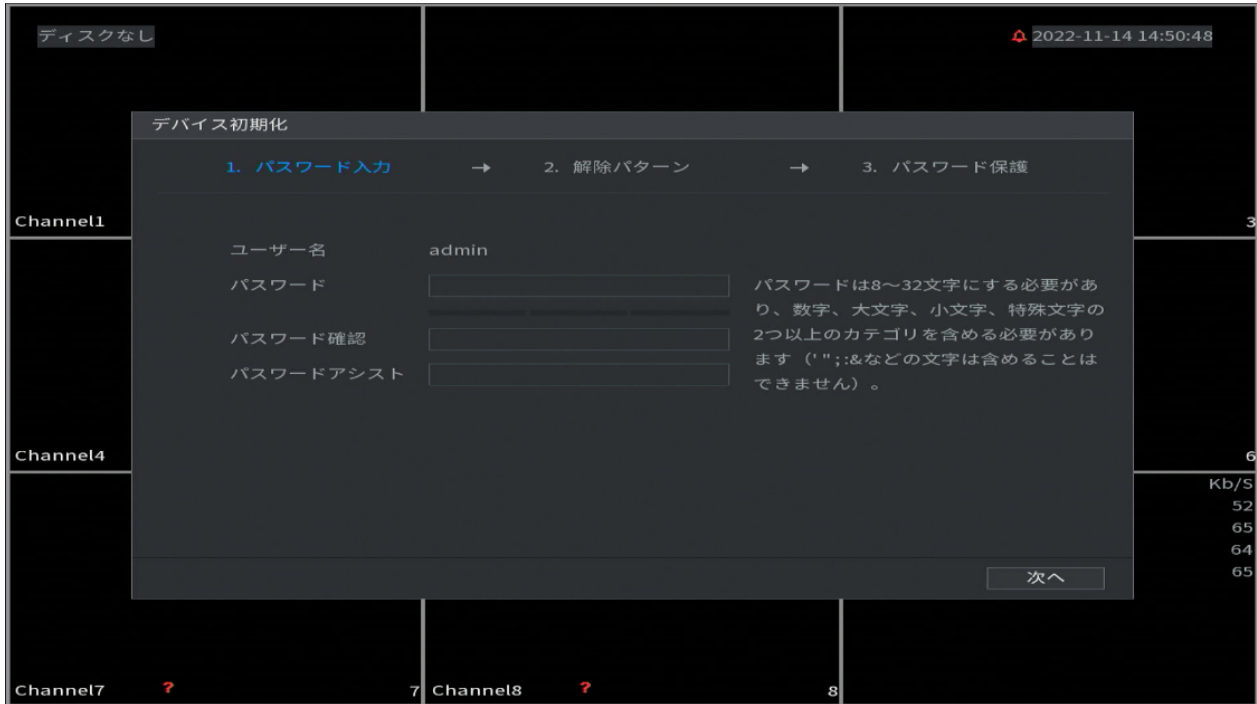 ディスクなし
2022-11-14 14:50:48
デバイス初期化
1. パスワード入力 → 2. 解除パターン → 3. パスワード保護
Channel1
3
ユーザー名 admin
パスワード
パスワードは8～32文字にする必要があ
り、数字、大文字、小文字、特殊文字の
2つ以上のカテゴリを含める必要があり
ます（'";:&などの文字は含めることは
できません）。
パスワード確認
パスワードアシスト
Channel4
6
Kb/S
52
65
64
65
次へ
Channel7 ? 7
Channel8 ? 8